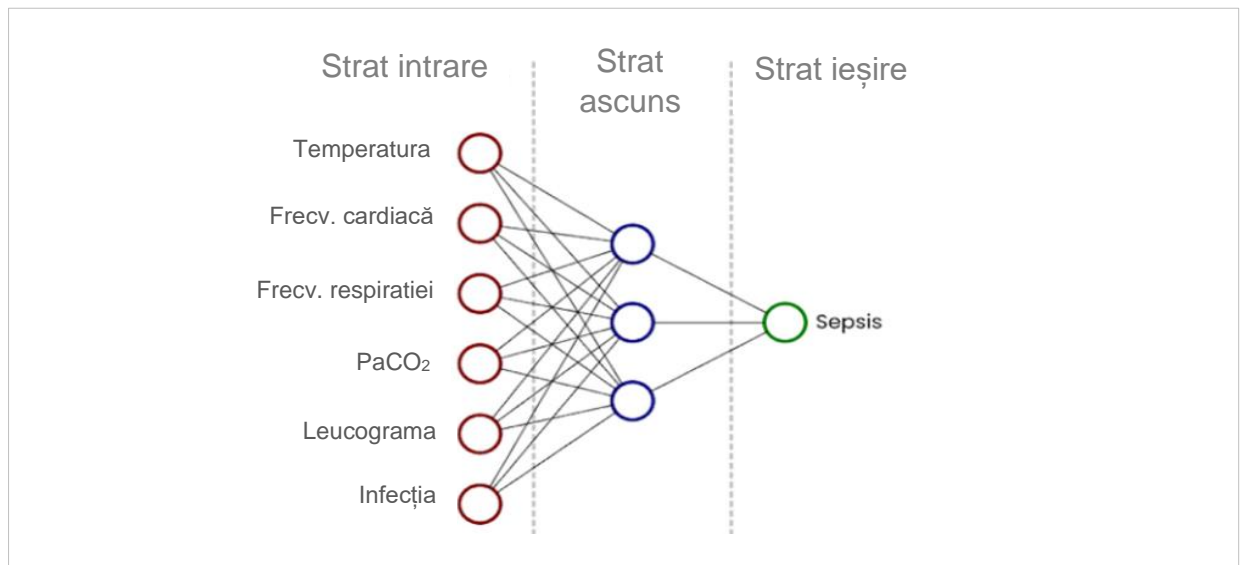 Strat intrare
Strat
ascuns
Strat ieșire
Temperatura
Frecv. cardiacă
Frecv. respiratiei
PaCO₂
Leucograma
Infecția
Sepsis